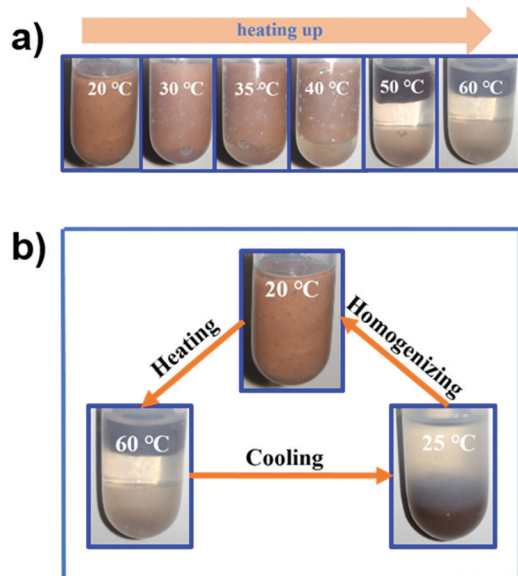 a)
heating up
20 ℃
30 ℃
35 ℃
40 ℃
50 ℃
60 ℃
b)
20 ℃
Heating
Homogenizing
60 ℃
25 ℃
Cooling